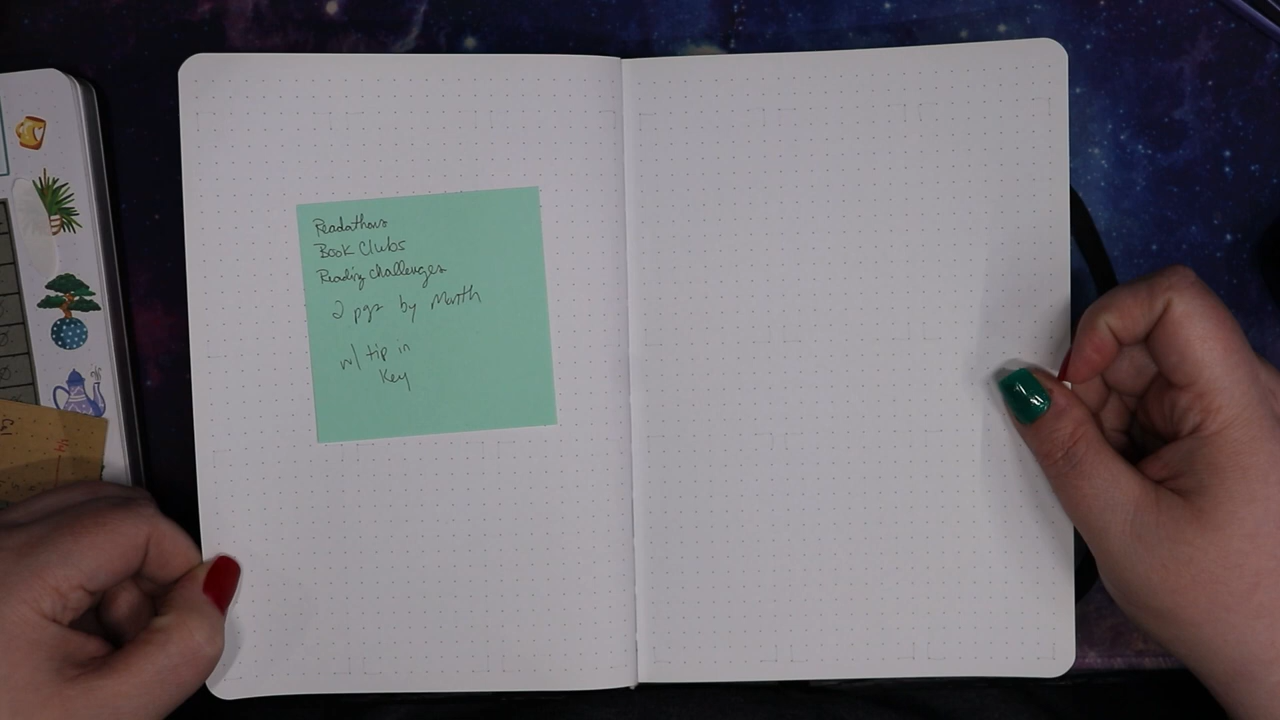 Readathons
Book Clubs
Reading challenges
2 pgs by Month
w/ tip in
Key